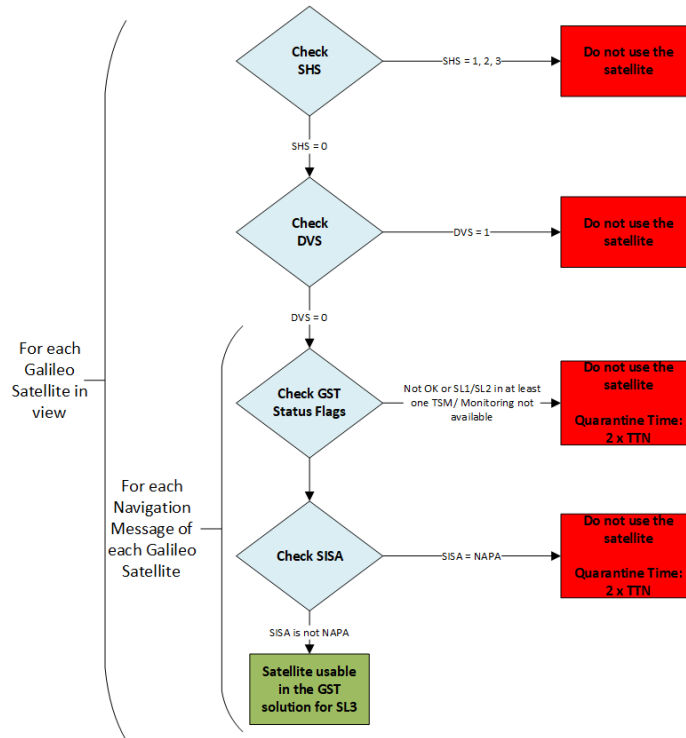 Check
SHS
SHS = 1, 2, 3
Do not use the
satellite
SHS = 0
Check
DVS
DVS = 1
Do not use the
satellite
DVS = 0
For each
Galileo
Satellite in
view
Check GST
Status Flags
Not OK or SL1/SL2 in at least
one TSM/ Monitoring not
available
Do not use the
satellite
Quarantine Time:
2 x TTN
For each
Navigation
Message of
each Galileo
Satellite
Check SISA
SISA = NAPA
Do not use the
satellite
Quarantine Time:
2 x TTN
SISA is not NAPA
Satellite usable
in the GST
solution for SL3